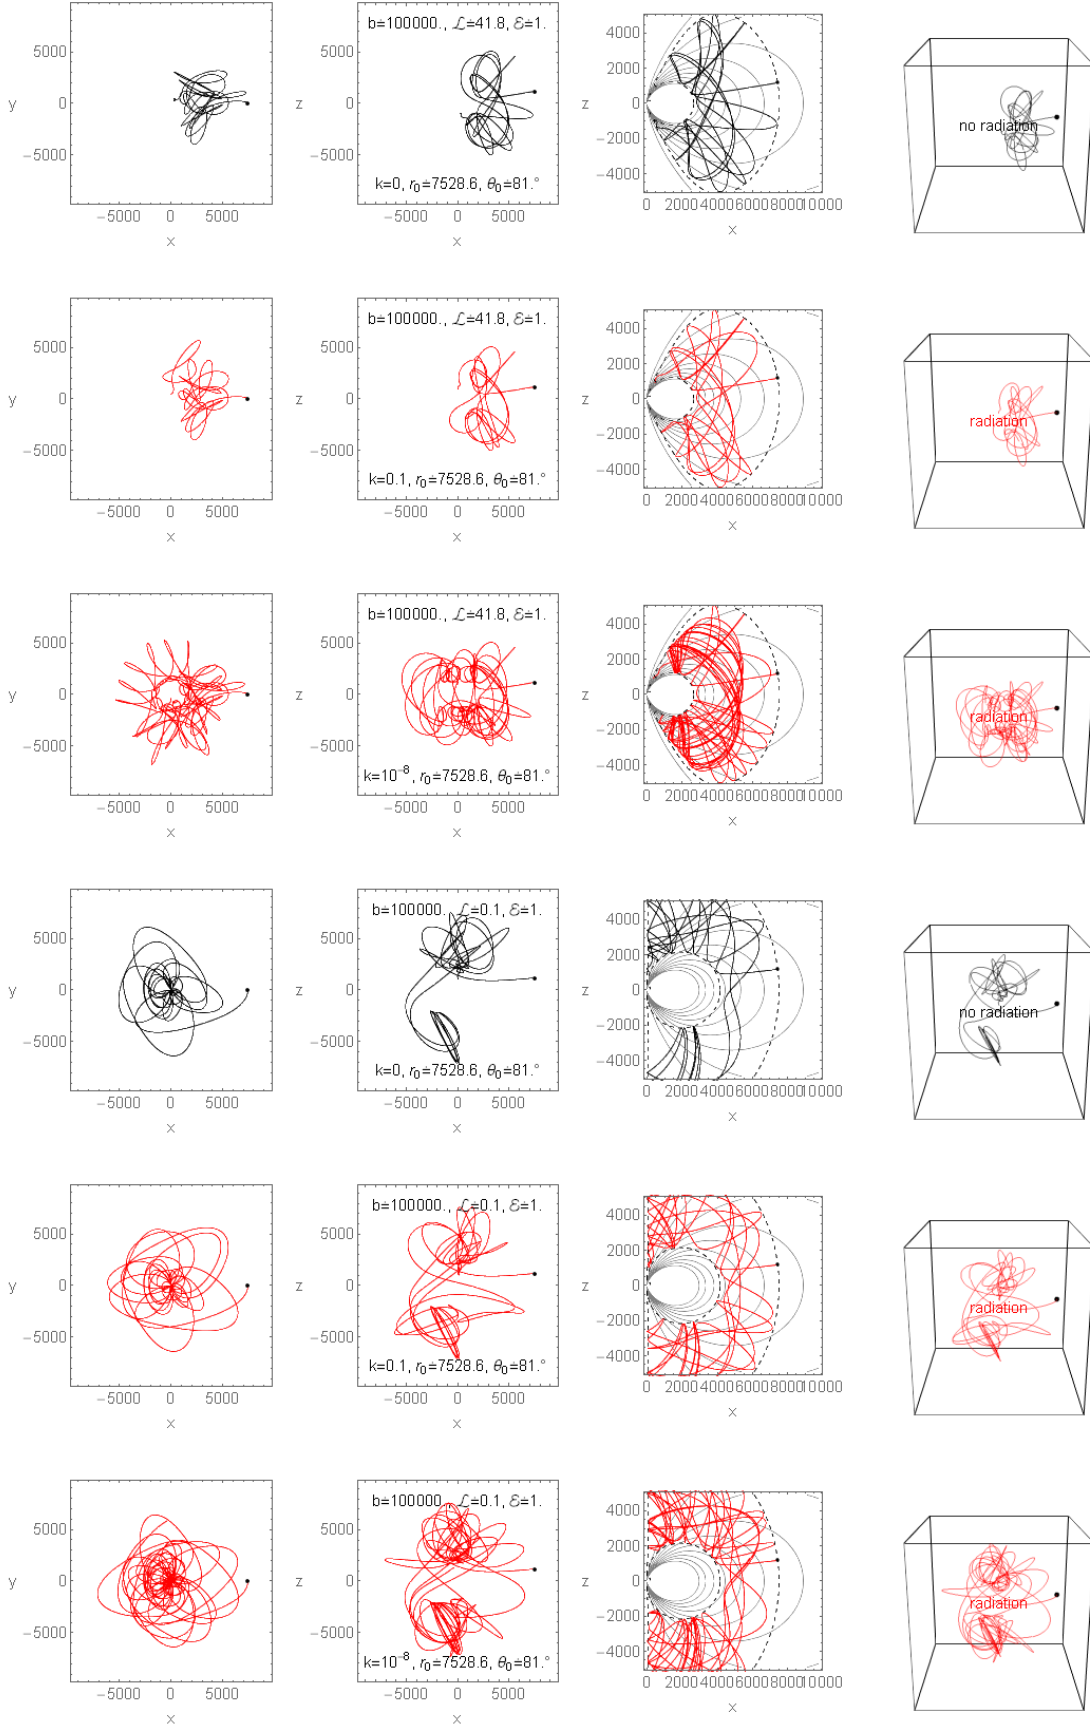 b=100000., ℒ=41.8, ℰ=1.
5000
0
−5000
y
−5000 0 5000
x
5000
0
−5000
z
k=0, r₀=7528.6, θ₀=81.°
−5000 0 5000
x
4000
2000
0
−2000
−4000
z
0 2000 4000 6000 8000 10000
x
no radiation
b=100000., ℒ=41.8, ℰ=1.
5000
0
−5000
y
−5000 0 5000
x
5000
0
−5000
z
k=0.1, r₀=7528.6, θ₀=81.°
−5000 0 5000
x
4000
2000
0
−2000
−4000
z
0 2000 4000 6000 8000 10000
x
radiation
b=100000., ℒ=41.8, ℰ=1.
5000
0
−5000
y
−5000 0 5000
x
5000
0
−5000
z
k=10⁻⁸, r₀=7528.6, θ₀=81.°
−5000 0 5000
x
4000
2000
0
−2000
−4000
z
0 2000 4000 6000 8000 10000
x
radiation
b=100000., ℒ=0.1, ℰ=1.
5000
0
−5000
y
−5000 0 5000
x
5000
0
−5000
z
k=0, r₀=7528.6, θ₀=81.°
−5000 0 5000
x
4000
2000
0
−2000
−4000
z
0 2000 4000 6000 8000 10000
x
no radiation
b=100000., ℒ=0.1, ℰ=1.
5000
0
−5000
y
−5000 0 5000
x
5000
0
−5000
z
k=0.1, r₀=7528.6, θ₀=81.°
−5000 0 5000
x
4000
2000
0
−2000
−4000
z
0 2000 4000 6000 8000 10000
x
radiation
b=100000., ℒ=0.1, ℰ=1.
5000
0
−5000
y
−5000 0 5000
x
5000
0
−5000
z
k=10⁻⁸, r₀=7528.6, θ₀=81.°
−5000 0 5000
x
4000
2000
0
−2000
−4000
z
0 2000 4000 6000 8000 10000
x
radiation